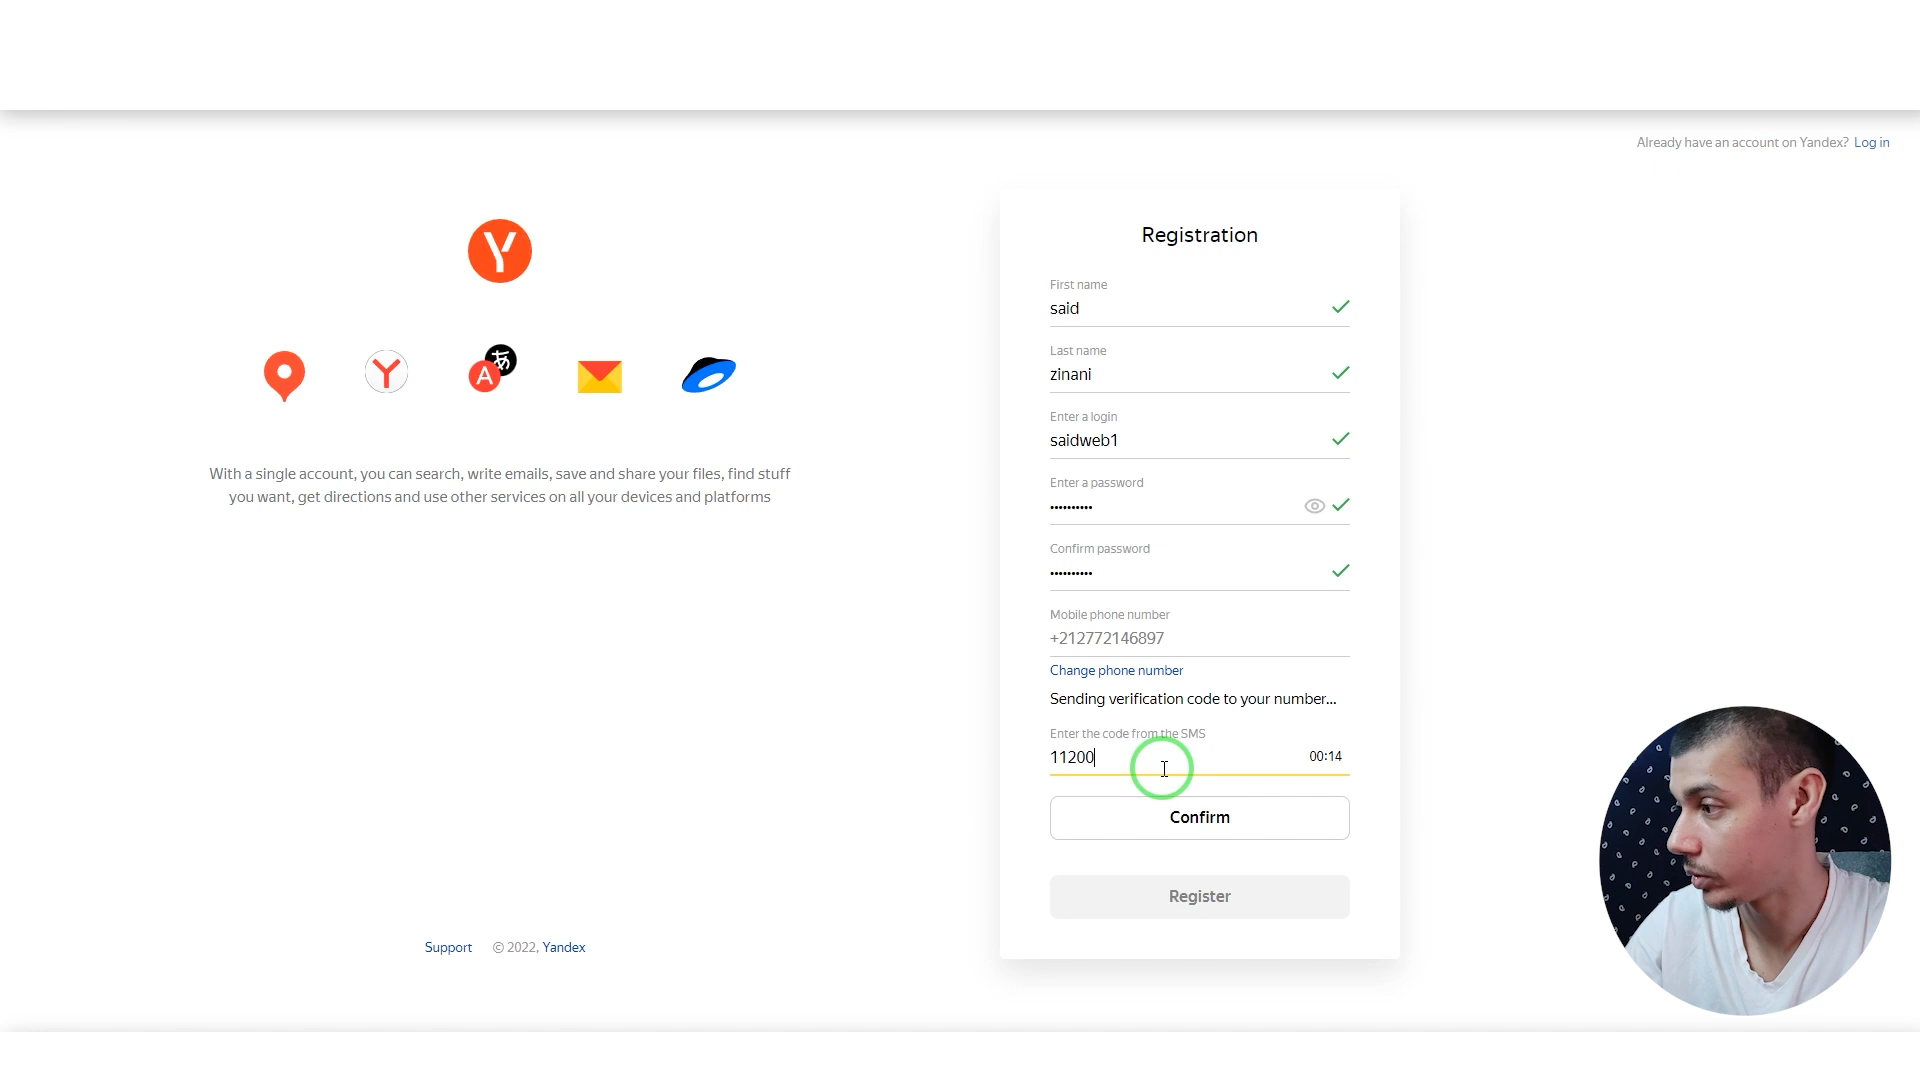 Already have an account on Yandex? Log in
Registration
First name
said
Last name
zinani
Enter a login
saidweb1
Enter a password
••••••••••
Confirm password
••••••••••
Mobile phone number
+212772146897
Change phone number
Sending verification code to your number...
Enter the code from the SMS
11200
00:14
Confirm
Register
With a single account, you can search, write emails, save and share your files, find stuff
you want, get directions and use other services on all your devices and platforms
Support © 2022, Yandex